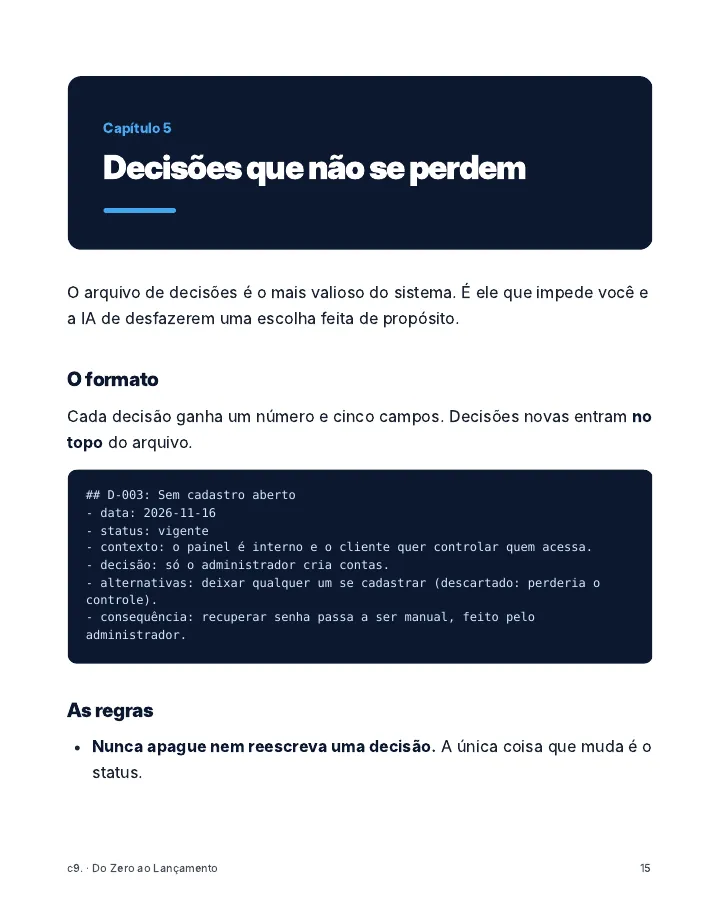 Capítulo 5
Decisões que não se perdem
O arquivo de decisões é o mais valioso do sistema. É ele que impede você e
a IA de desfazerem uma escolha feita de propósito.
O formato
Cada decisão ganha um número e cinco campos. Decisões novas entram no
topo do arquivo.
## D-003: Sem cadastro aberto
- data: 2026-11-16
- status: vigente
- contexto: o painel é interno e o cliente quer controlar quem acessa.
- decisão: só o administrador cria contas.
- alternativas: deixar qualquer um se cadastrar (descartado: perderia o
controle).
- consequência: recuperar senha passa a ser manual, feito pelo
administrador.
As regras
• Nunca apague nem reescreva uma decisão. A única coisa que muda é o
status.
c9. · Do Zero ao Lançamento
15